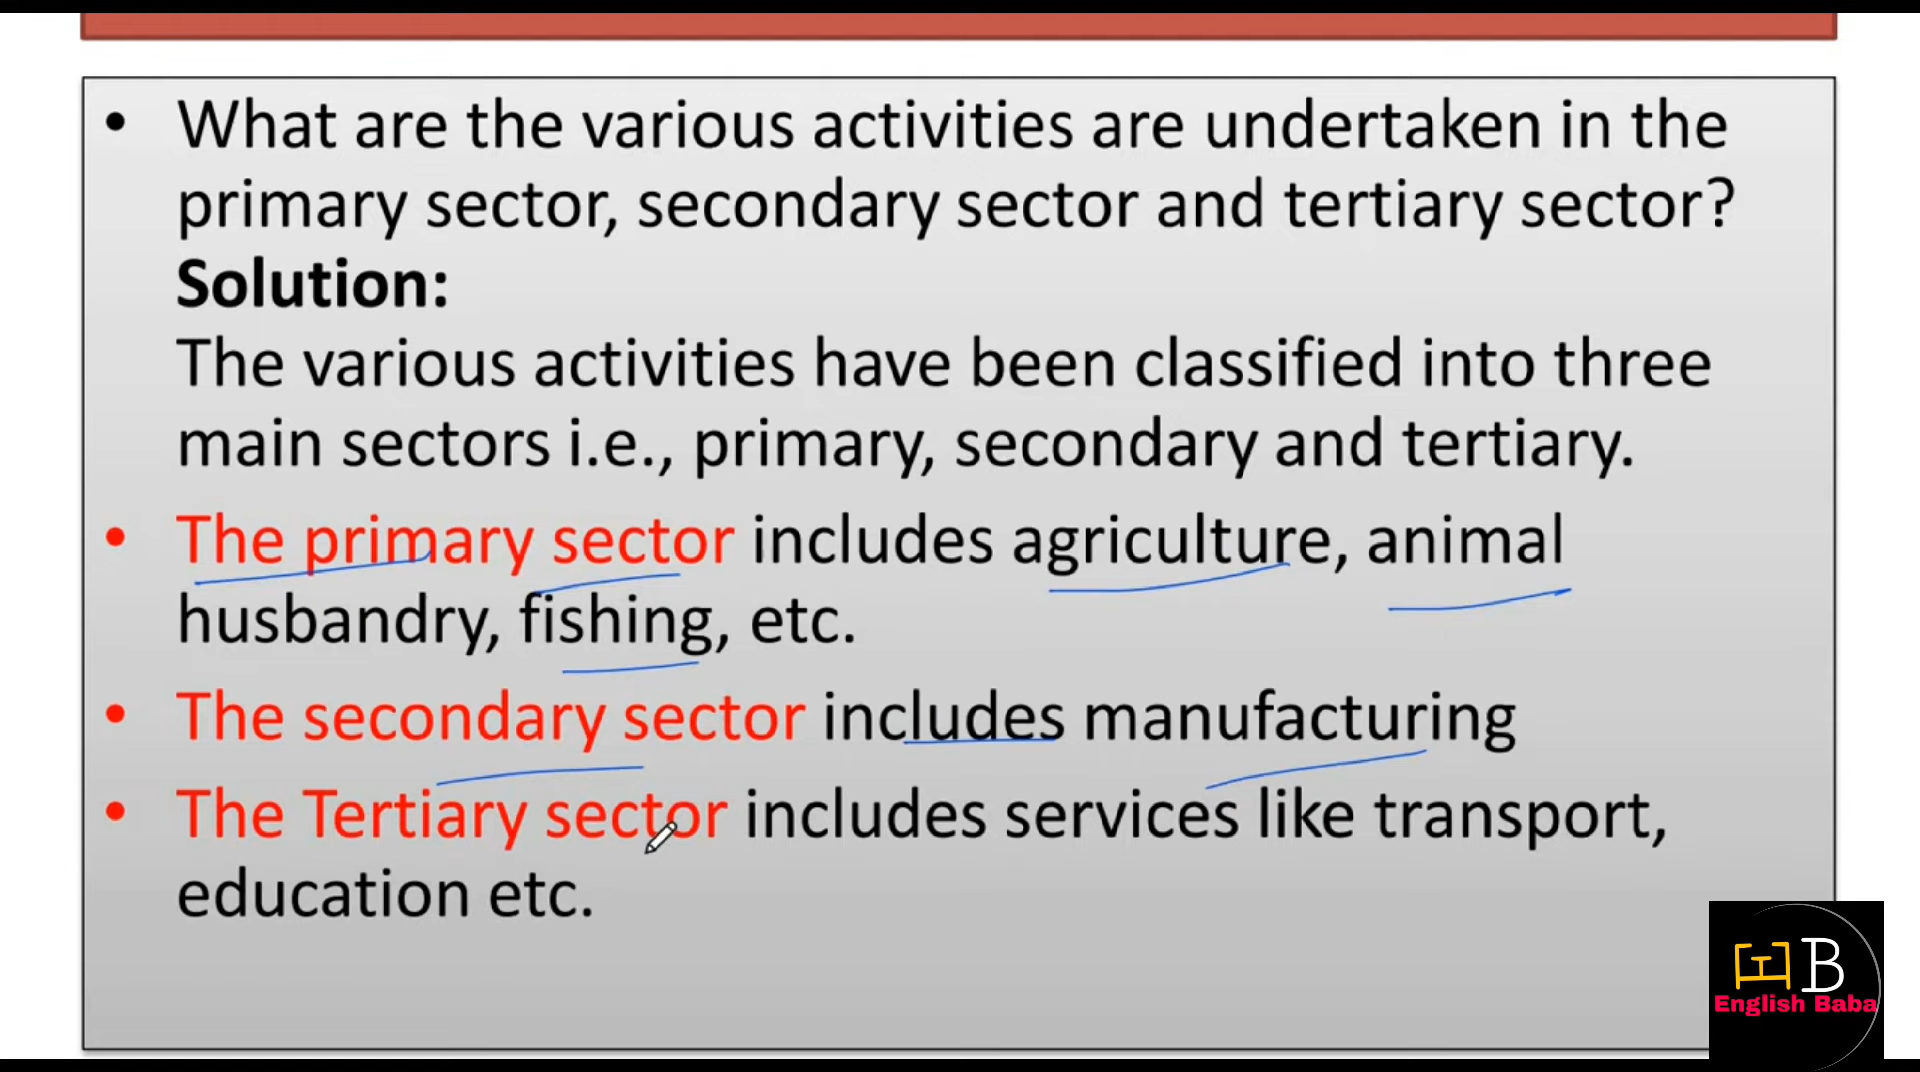 • What are the various activities are undertaken in the
primary sector, secondary sector and tertiary sector?
Solution:
The various activities have been classified into three
main sectors i.e., primary, secondary and tertiary.
• The primary sector includes agriculture, animal
husbandry, fishing, etc.
• The secondary sector includes manufacturing
• The Tertiary sector includes services like transport,
education etc.
B
English Baba